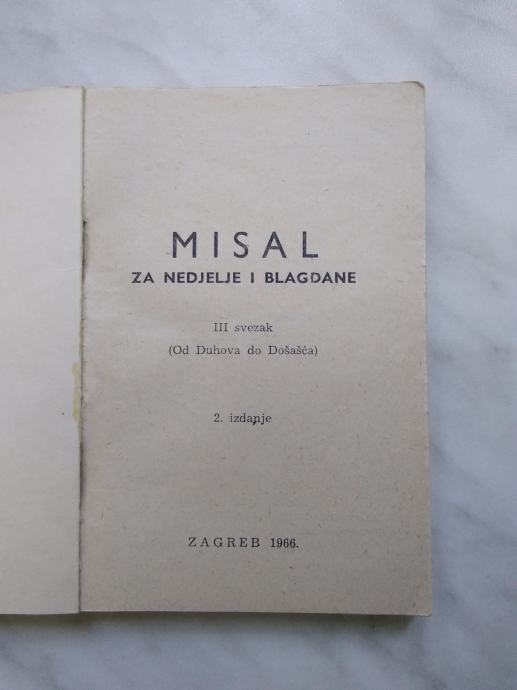 MISAL
ZA NEDJELJE I BLAGDANE
III svezak
(Od Duhova do Došašća)
2. izdanje
ZAGREB 1966.